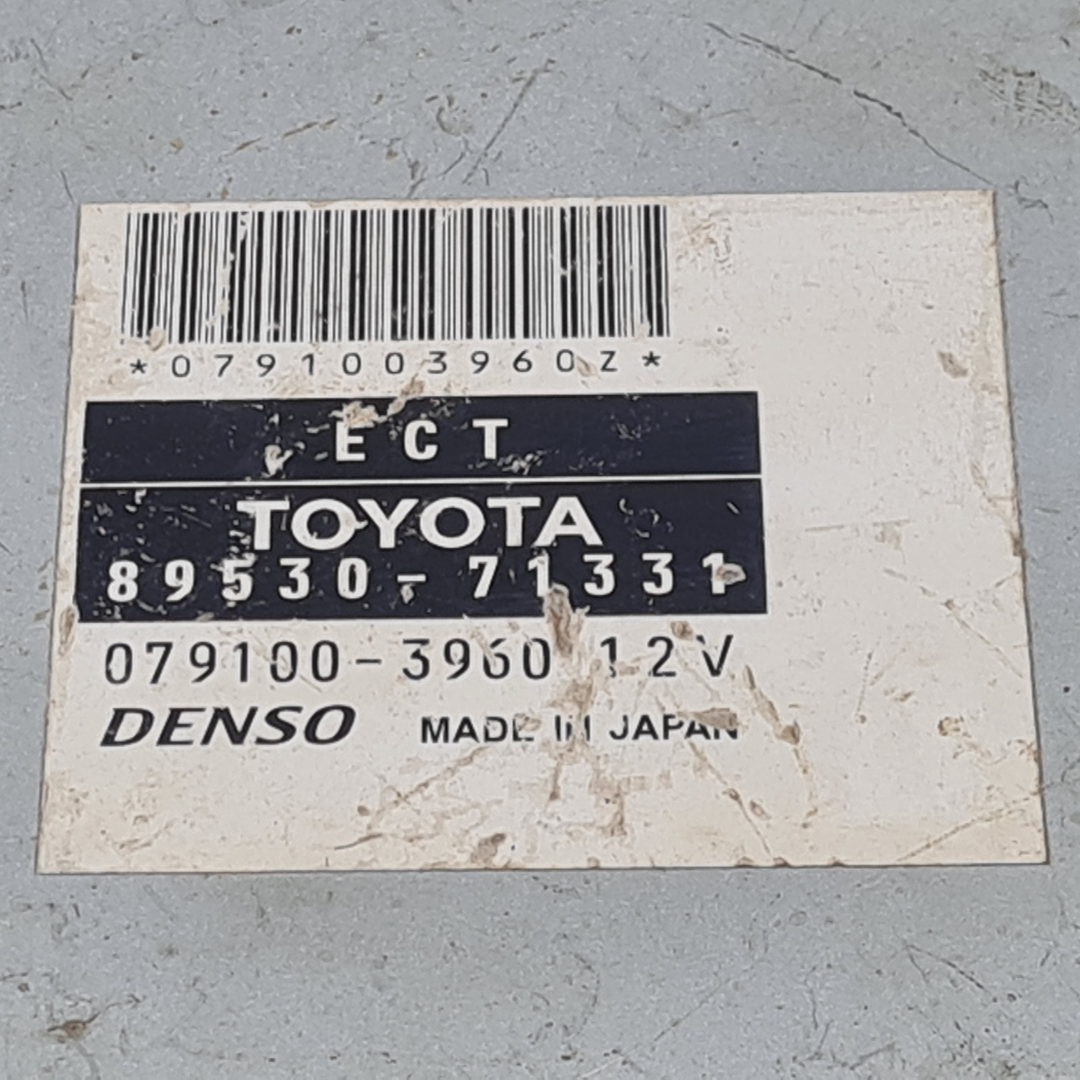 *0791003960Z*
ECT
TOYOTA
89530-71331
079100-3960 12V
DENSO MADE IN JAPAN